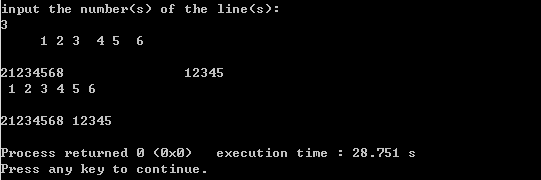 input the number(s) of the line(s):
3
     1 2 3  4 5  6

21234568               12345
 1 2 3 4 5 6

21234568 12345

Process returned 0 (0x0)   execution time : 28.751 s
Press any key to continue.